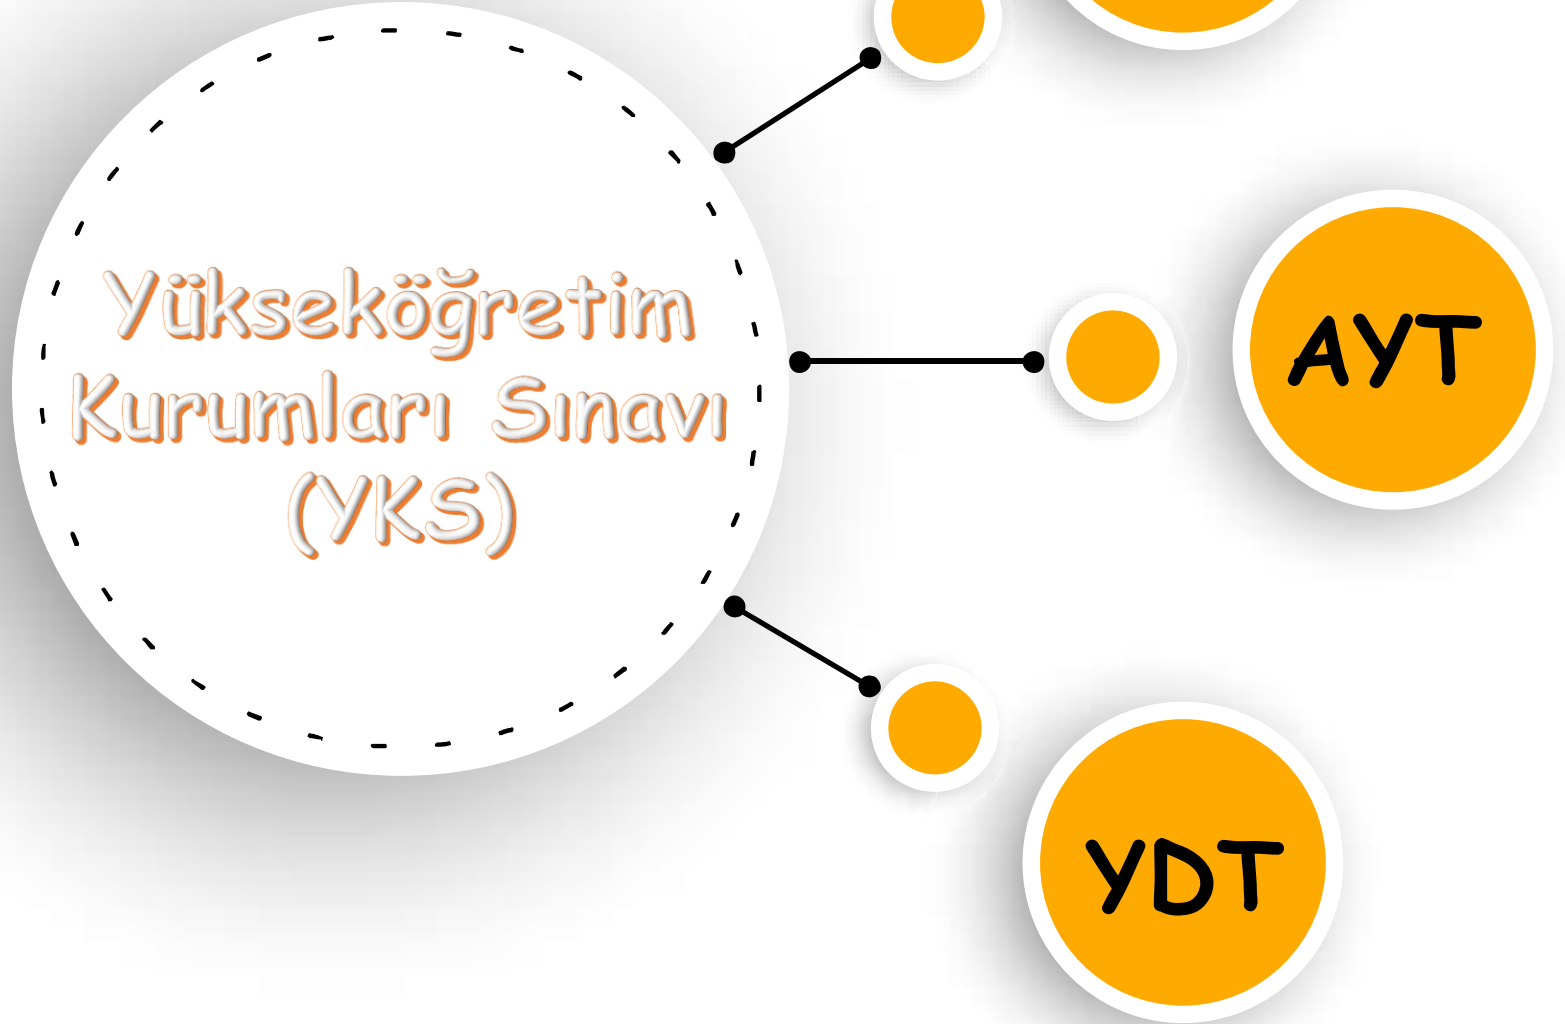 Yükseköğretim
Kurumları Sınavı
(YKS)
AYT
YDT